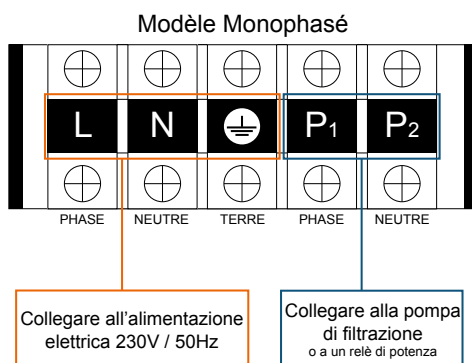 Modèle Monophasé
L N P1 P2
PHASE NEUTRE TERRE PHASE NEUTRE
Collegare all'alimentazione
elettrica 230V / 50Hz
Collegare alla pompa
di filtrazione
o a un relè di potenza